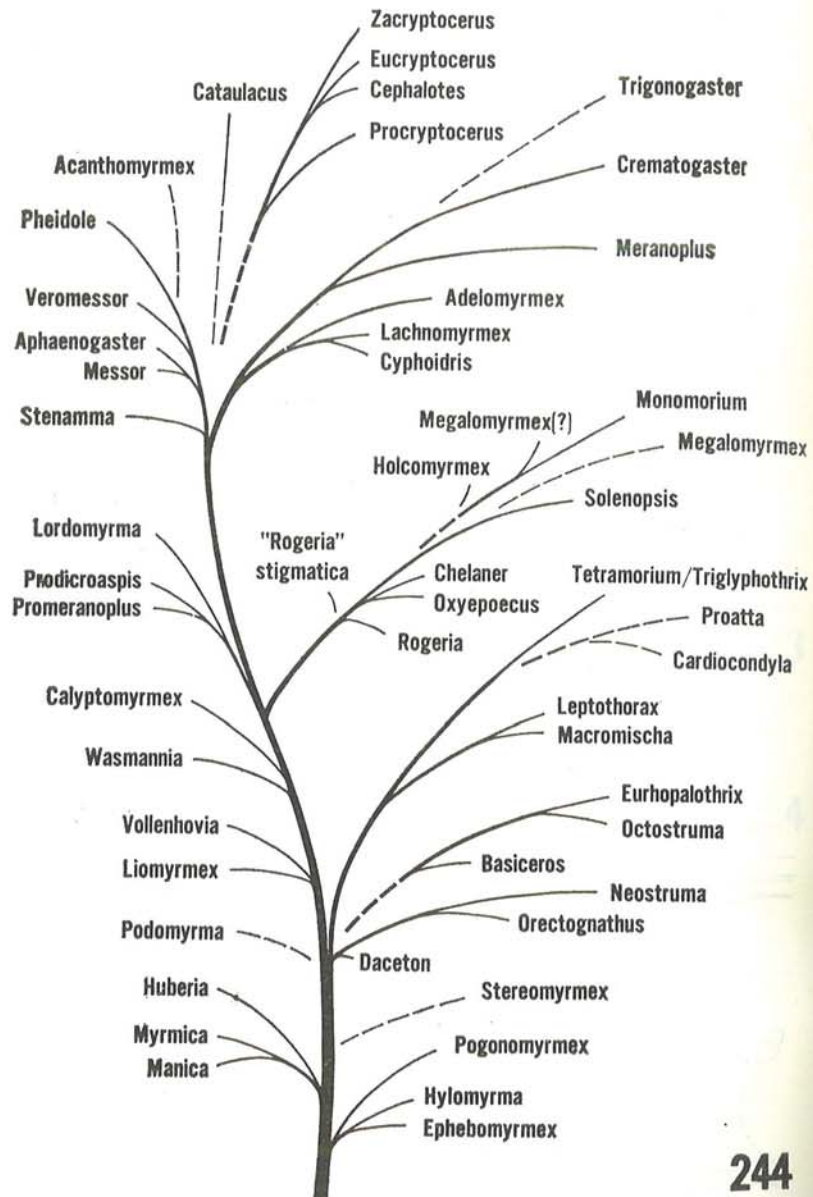 Zacryptocerus
Eucryptocerus
Cephalotes
Cataulacus
Trigonogaster
Procryptocerus
Acanthomyrmex
Crematogaster
Pheidole
Meranoplus
Veromessor
Adelomyrmex
Aphaenogaster
Lachnomyrmex
Messor
Cyphoidris
Stenamma
Monomorium
Megalomyrmex(?)
Megalomyrmex
Holcomyrmex
Solenopsis
Lordomyrma
"Rogeria"
stigmatica
Chelaner
Tetramorium/Triglyphothrix
Prodicroaspis
Oxyepoecus
Promeranoplus
Proatta
Rogeria
Cardiocondyla
Calyptomyrmex
Leptothorax
Macromischa
Wasmannia
Eurhopalothrix
Vollenhovia
Octostruma
Liomyrmex
Basiceros
Neostruma
Orectognathus
Podomyrma
Daceton
Huberia
Stereomyrmex
Myrmica
Pogonomyrmex
Manica
Hylomyrma
Ephebomyrmex
244